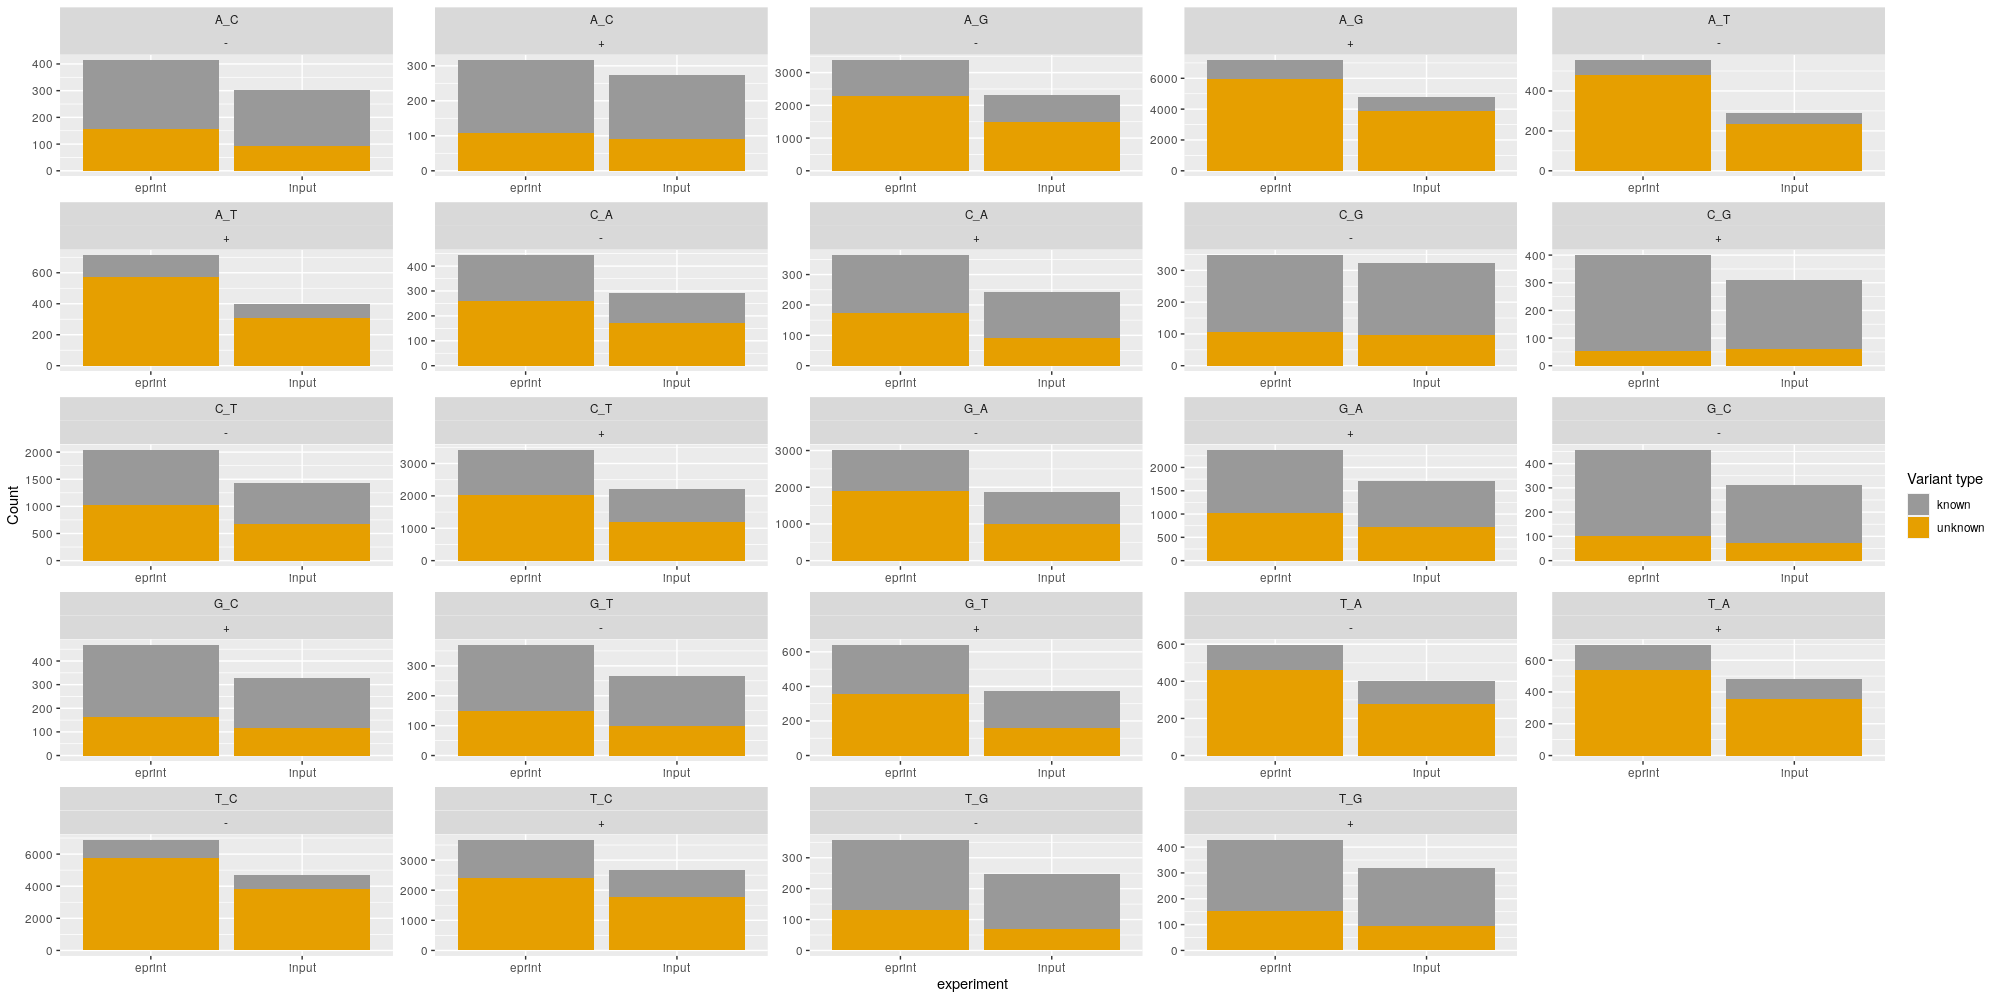 A_C A_C A_G A_G A_T
- + - + -
400 300 3000 6000 400
300 200 2000 4000 200
200 100 1000 2000 0
100 0 0 0
0
eprint input eprint input eprint input eprint input eprint input
A_T C_A C_A C_G C_G
+ - + - +
600 400 300 300 400
400 300 200 200 300
200 200 100 100 200
0 100 0 0 100
0 0
eprint input eprint input eprint input eprint input eprint input
C_T C_T G_A G_A G_C
- + - + -
2000 3000 3000 2000 400
1500 2000 2000 1500 300
1000 1000 1000 1000 200
500 0 0 500 100
0 0 0
eprint input eprint input eprint input eprint input eprint input
Count
Variant type
known
unknown
G_C G_T G_T T_A T_A
+ - + - +
400 300 600 600 600
300 200 400 400 400
200 100 200 200 200
100 0 0 0 0
0
eprint input eprint input eprint input eprint input eprint input
T_C T_C T_G T_G
- + - +
6000 3000 300 400
4000 2000 200 300
2000 1000 100 200
0 0 0 100
0
eprint input eprint input eprint input eprint input
experiment